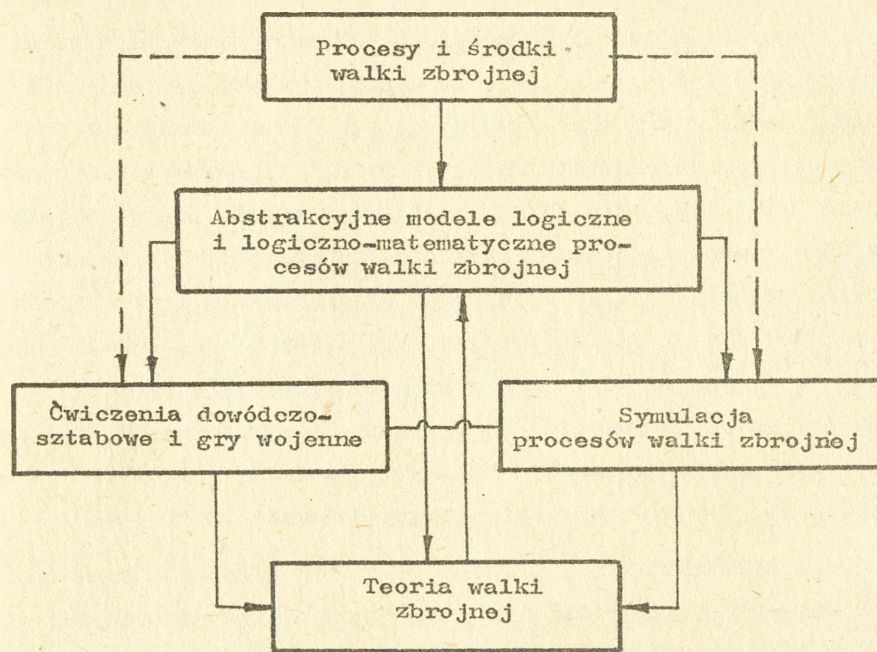 Procesy i środki
walki zbrojnej
Abstrakcyjne modele logiczne
i logiczno-matematyczne pro-
cesów walki zbrojnej
Ćwiczenia dowódczo-
sztabowe i gry wojenne
Symulacja
procesów walki zbrojnej
Teoria walki
zbrojnej